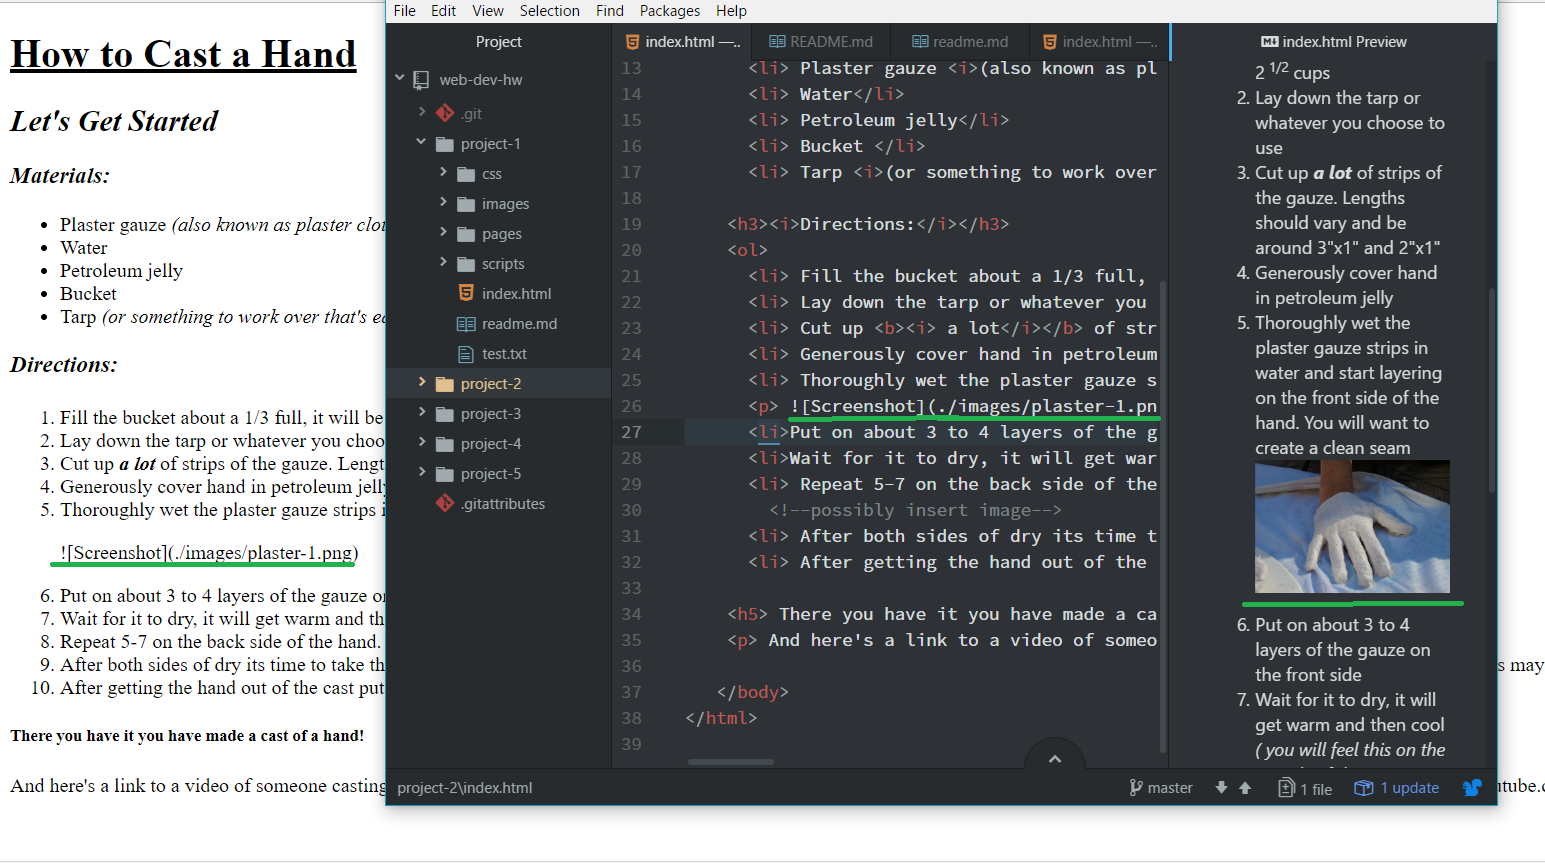 How to Cast a Hand
Let's Get Started
Materials:
Plaster gauze (also known as plaster clot
Water
Petroleum jelly
Bucket
Tarp (or something to work over that's ea
Directions:
1. Fill the bucket about a 1/3 full, it will be
2. Lay down the tarp or whatever you choo
3. Cut up a lot of strips of the gauze. Lengt
4. Generously cover hand in petroleum jelly
5. Thoroughly wet the plaster gauze strips i
![Screenshot](./images/plaster-1.png)
6. Put on about 3 to 4 layers of the gauze o
7. Wait for it to dry, it will get warm and th
8. Repeat 5-7 on the back side of the hand.
9. After both sides of dry its time to take th
10. After getting the hand out of the cast put
There you have it you have made a cast of a hand!
And here's a link to a video of someone casting
File Edit View Selection Find Packages Help
Project
web-dev-hw
.git
project-1
css
images
pages
scripts
index.html
readme.md
test.txt
project-2
project-3
project-4
project-5
.gitattributes
index.html —..
README.md
readme.md
index.html —..
index.html Preview
13 <li> Plaster gauze <i>(also known as pl
14 <li> Water</li>
15 <li> Petroleum jelly</li>
16 <li> Bucket </li>
17 <li> Tarp <i>(or something to work over
18
19 <h3><i>Directions:</i></h3>
20 <ol>
21 <li> Fill the bucket about a 1/3 full,
22 <li> Lay down the tarp or whatever you
23 <li> Cut up <b><i> a lot</i></b> of str
24 <li> Generously cover hand in petroleum
25 <li> Thoroughly wet the plaster gauze s
26 <p> ![Screenshot](./images/plaster-1.pn
27 <li>Put on about 3 to 4 layers of the g
28 <li>Wait for it to dry, it will get war
29 <li> Repeat 5-7 on the back side of the
30 <!--possibly insert image-->
31 <li> After both sides of dry its time t
32 <li> After getting the hand out of the
33
34 <h5> There you have it you have made a ca
35 <p> And here's a link to a video of someo
36
37 </body>
38 </html>
39
2 1/2 cups
2. Lay down the tarp or
whatever you choose to
use
3. Cut up a lot of strips of
the gauze. Lengths
should vary and be
around 3"x1" and 2"x1"
4. Generously cover hand
in petroleum jelly
5. Thoroughly wet the
plaster gauze strips in
water and start layering
on the front side of the
hand. You will want to
create a clean seam
6. Put on about 3 to 4
layers of the gauze on
the front side
7. Wait for it to dry, it will
get warm and then cool
( you will feel this on the
project-2\index.html
master
1 file
1 update
s may
utube.c